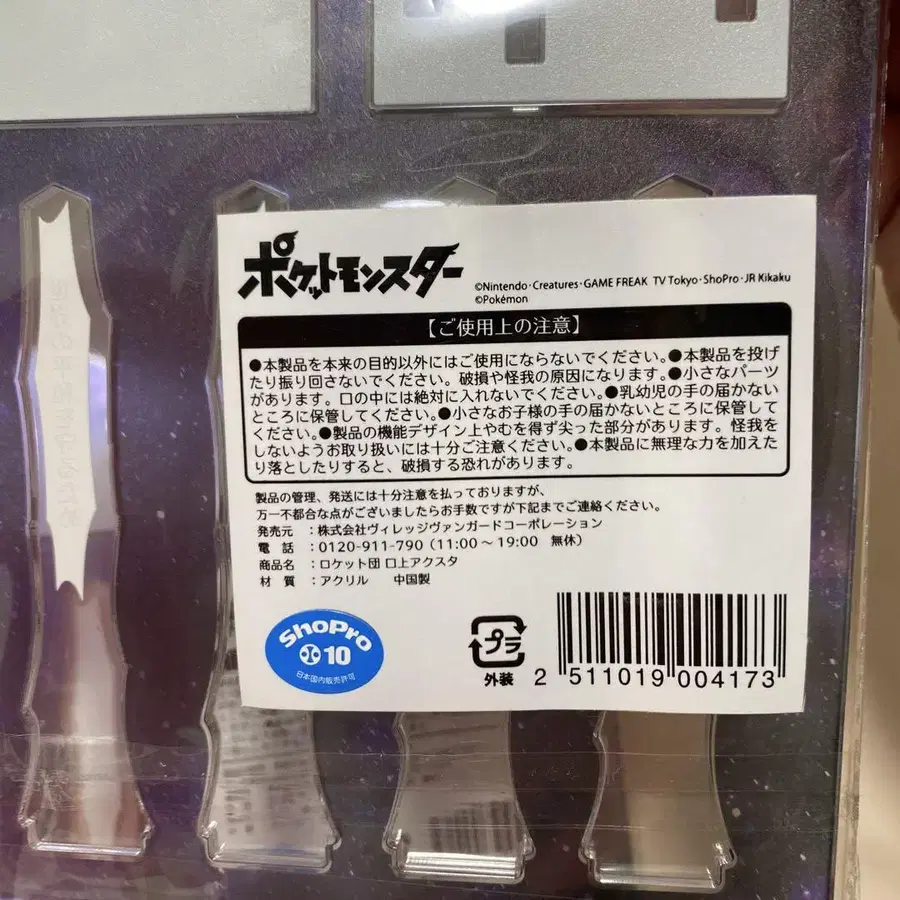 ポケットモンスター
©Nintendo・Creatures・GAME FREAK TV Tokyo・ShoPro・JR Kikaku
©Pokémon
【ご使用上の注意】
●本製品を本来の目的以外にはご使用にならないでください。●本製品を投げ
たり振り回さないでください。破損や怪我の原因になります。●小さなパーツ
があります。口の中には絶対に入れないでください。●乳幼児の手の届かない
ところに保管してください。●小さなお子様の手の届かないところに保管して
ください。●製品の機能デザイン上やむを得ず尖った部分があります。怪我を
しないようお取り扱いには十分ご注意ください。●本製品に無理な力を加えた
り落としたりすると、破損する恐れがあります。
製品の管理、発送には十分注意を払っておりますが、
万一不都合な点がございましたらお手数ですが下記までご連絡ください。
発売元 : 株式会社ヴィレッジヴァンガードコーポレーション
電話 : 0120-911-790 (11:00～19:00 無休)
商品名 : ロケット団 口上アクスタ
材質 : アクリル 中国製
ShoPro
10
日本国内販売許可
プラ
外装
2 511019 004173